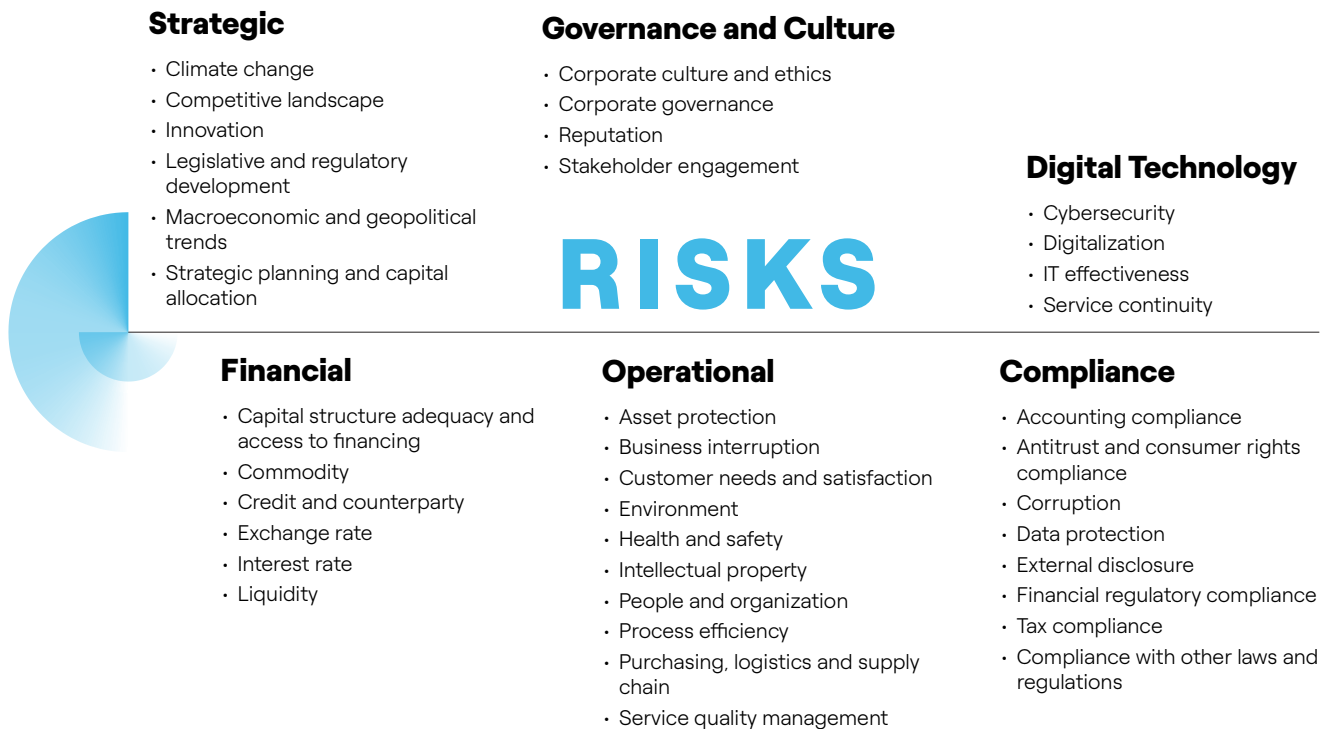 Strategic
· Climate change
· Competitive landscape
· Innovation
· Legislative and regulatory
development
· Macroeconomic and geopolitical
trends
· Strategic planning and capital
allocation
Governance and Culture
· Corporate culture and ethics
· Corporate governance
· Reputation
· Stakeholder engagement
Digital Technology
· Cybersecurity
· Digitalization
· IT effectiveness
· Service continuity
RISKS
Financial
· Capital structure adequacy and
access to financing
· Commodity
· Credit and counterparty
· Exchange rate
· Interest rate
· Liquidity
Operational
· Asset protection
· Business interruption
· Customer needs and satisfaction
· Environment
· Health and safety
· Intellectual property
· People and organization
· Process efficiency
· Purchasing, logistics and supply
chain
· Service quality management
Compliance
· Accounting compliance
· Antitrust and consumer rights
compliance
· Corruption
· Data protection
· External disclosure
· Financial regulatory compliance
· Tax compliance
· Compliance with other laws and
regulations